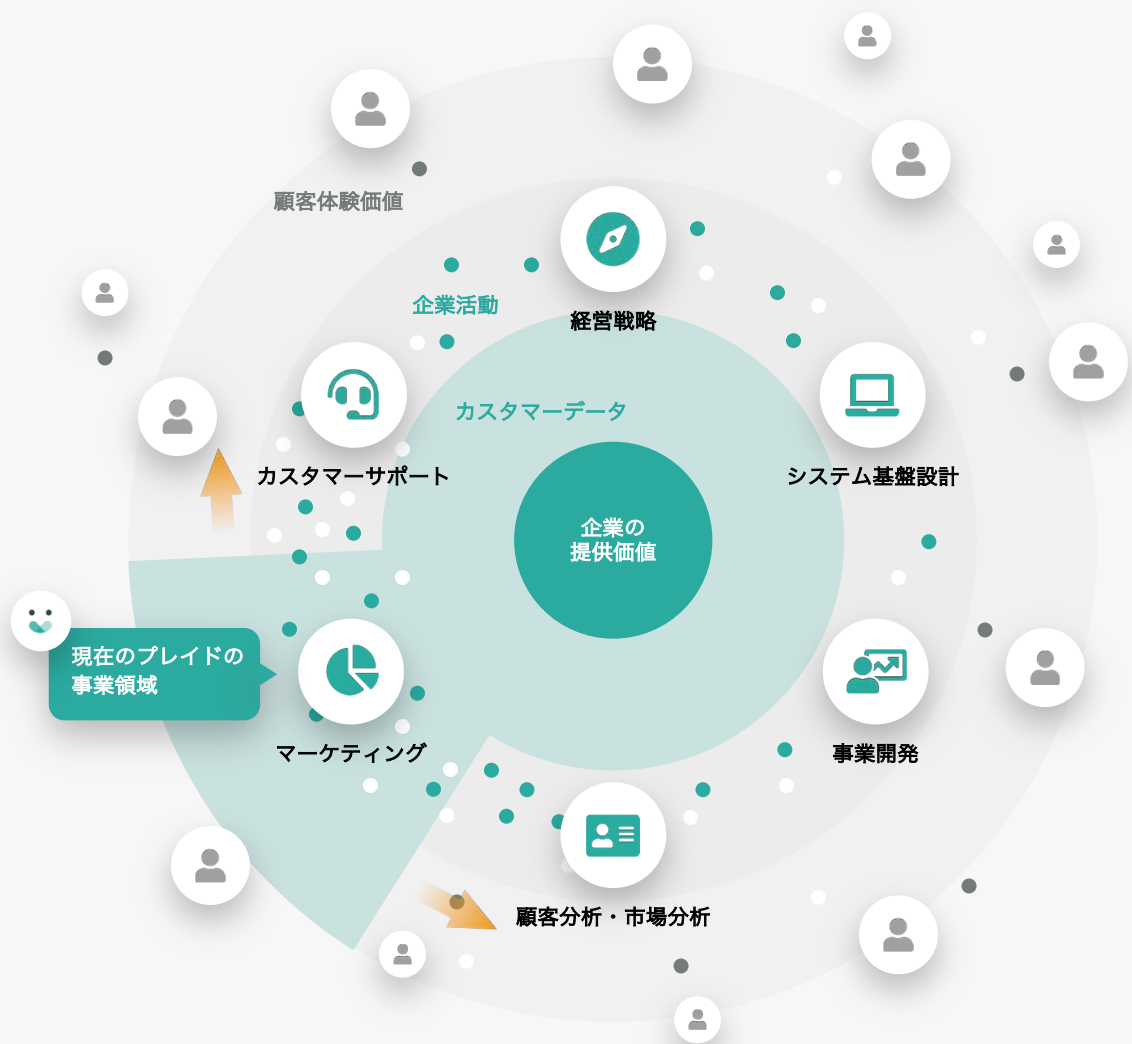 顧客体験価値
企業活動
経営戦略
カスタマーデータ
カスタマーサポート
システム基盤設計
企業の
提供価値
現在のプレイドの
事業領域
マーケティング
事業開発
顧客分析・市場分析